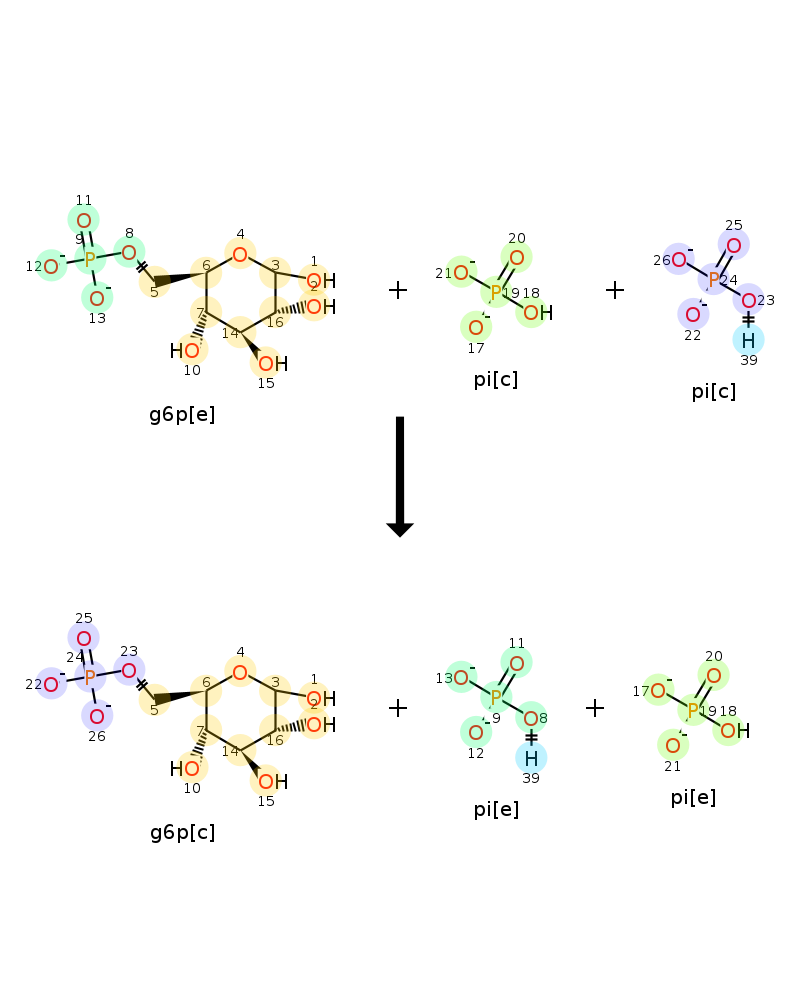 11
8
9
O
O
4
O
P
O⁻
12
O⁻
13
5
6
3
1
OH
2
OH
7
14
16
HO
10
OH
15
g6p[e]
+
20
O
21
O⁻
P
19
18
OH
O⁻
17
pi[c]
+
25
O
26
O⁻
P
24
O
23
O⁻
22
H
39
pi[c]
25
23
24
O
O
4
O
P
22
O⁻
O⁻
26
5
6
3
1
OH
2
OH
7
14
16
HO
10
OH
15
g6p[c]
+
11
O
13
O⁻
P
9
O
8
O⁻
12
H
39
pi[e]
+
20
O
17
O⁻
P
19
18
OH
O⁻
21
pi[e]